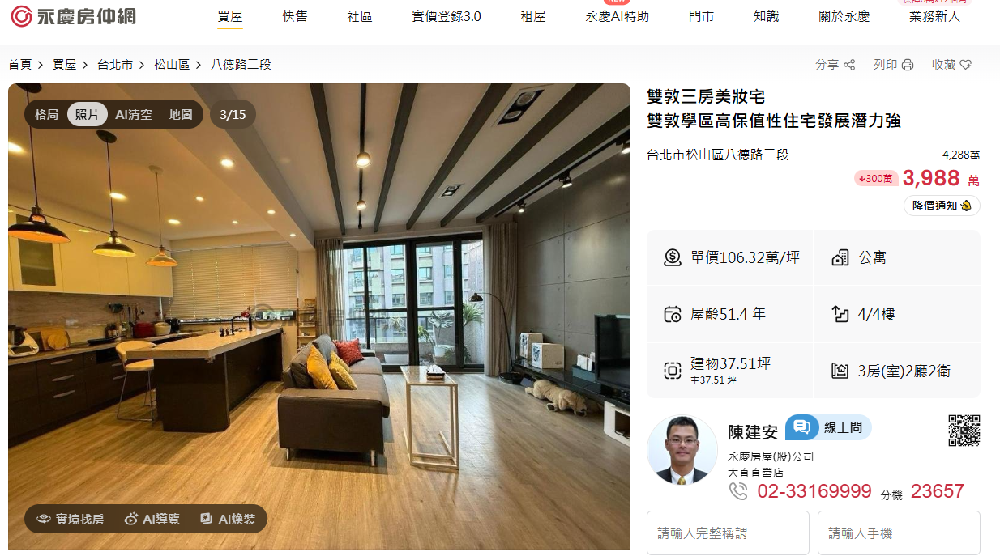 永慶房仲網
買屋
快售
社區
實價登錄3.0
租屋
永慶AI特助
NEW
門市
知識
關於永慶
業務新人
首頁 > 買屋 > 台北市 > 松山區 > 八德路二段
分享
列印
收藏
格局
照片
AI清空
地圖
3/15
雙敦三房美妝宅
雙敦學區高保值性住宅發展潛力強
台北市松山區八德路二段
4,288萬
300萬
3,988 萬
降價通知
單價106.32萬/坪
公寓
屋齡51.4 年
4/4樓
建物37.51坪
主37.51 坪
3房(室)2廳2衛
陳建安
線上問
永慶房屋(股)公司
大直直營店
02-33169999 分機 23657
實境找房
AI導覽
AI煥裝
請輸入完整稱謂
請輸入手機